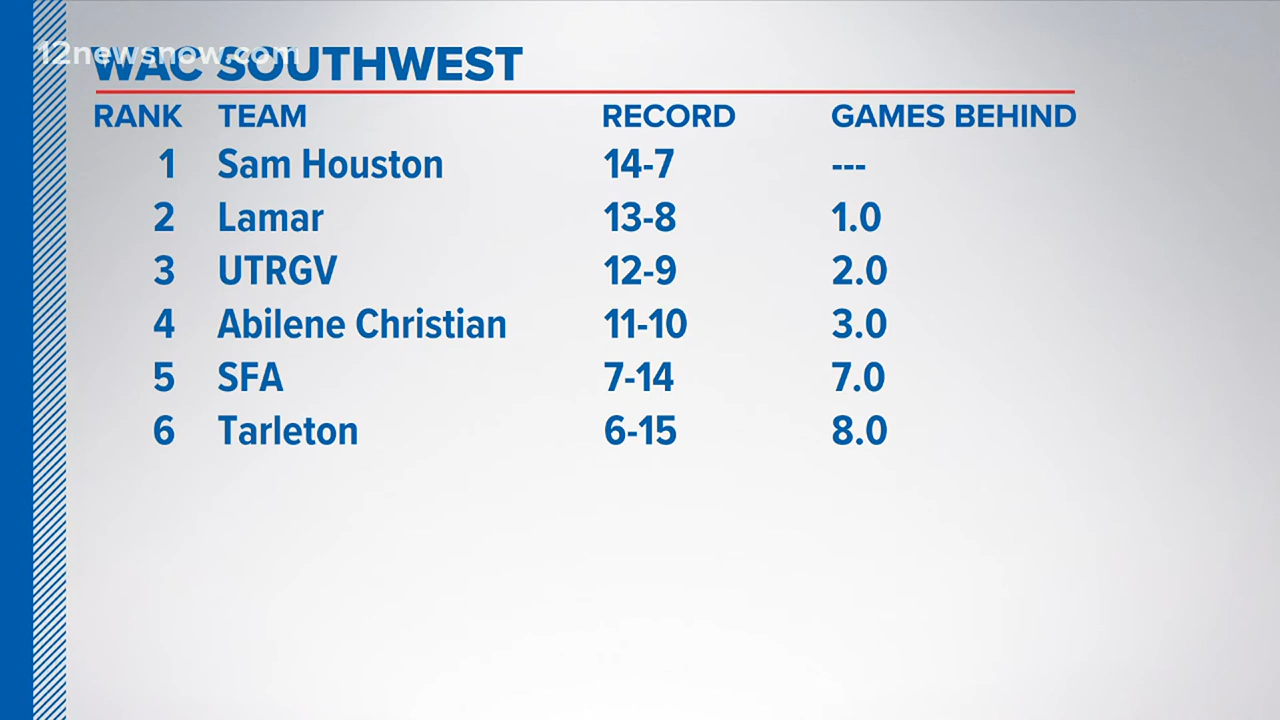 12newsnow.com
WAC SOUTHWEST
RANK TEAM RECORD GAMES BEHIND
1 Sam Houston 14-7 ---
2 Lamar 13-8 1.0
3 UTRGV 12-9 2.0
4 Abilene Christian 11-10 3.0
5 SFA 7-14 7.0
6 Tarleton 6-15 8.0